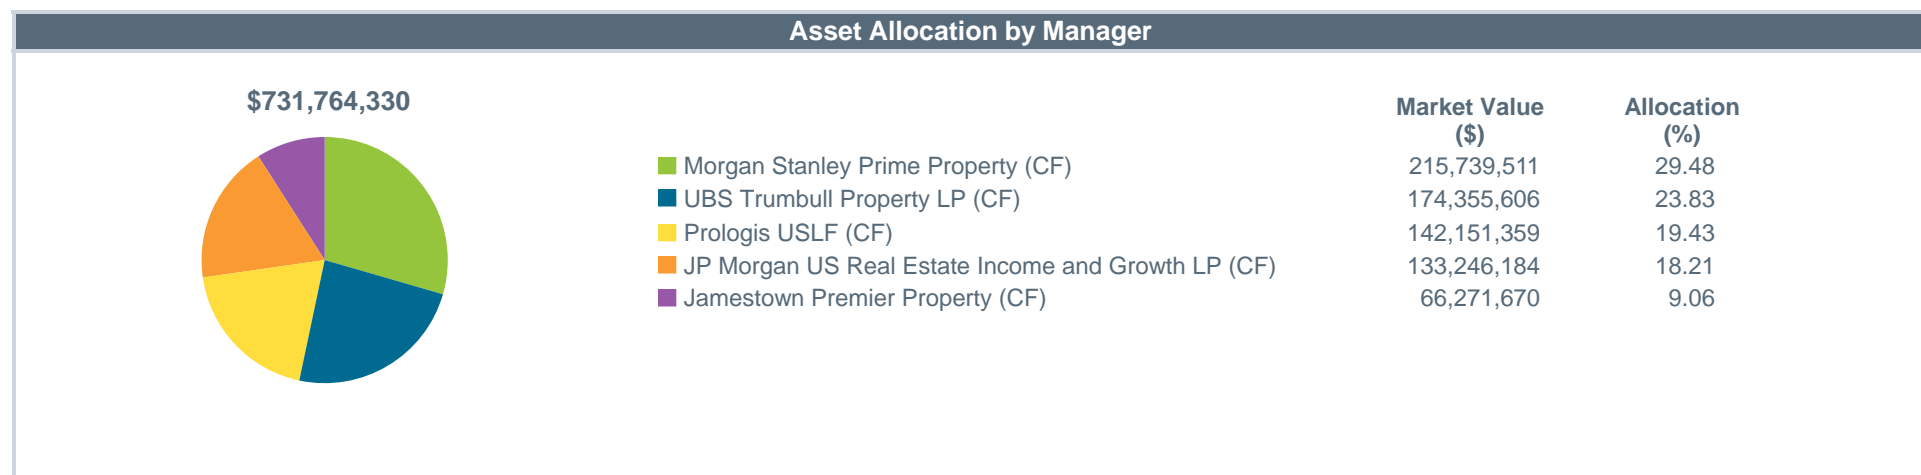 Asset Allocation by Manager
$731,764,330
Market Value Allocation
($) (%)
Morgan Stanley Prime Property (CF) 215,739,511 29.48
UBS Trumbull Property LP (CF) 174,355,606 23.83
Prologis USLF (CF) 142,151,359 19.43
JP Morgan US Real Estate Income and Growth LP (CF) 133,246,184 18.21
Jamestown Premier Property (CF) 66,271,670 9.06